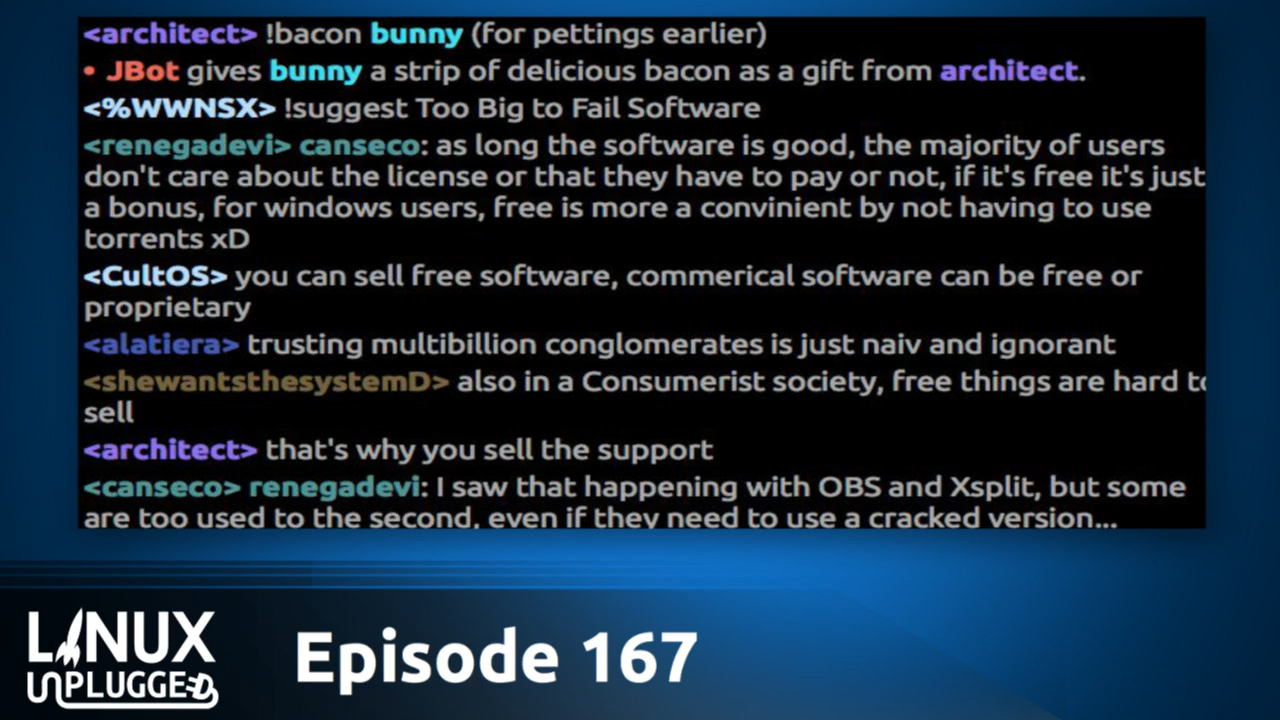 <architect> !bacon bunny (for pettings earlier)
• JBot gives bunny a strip of delicious bacon as a gift from architect.
<%WWNSX> !suggest Too Big to Fail Software
<renegadevi> canseco: as long the software is good, the majority of users
don't care about the license or that they have to pay or not, if it's free it's just
a bonus, for windows users, free is more a convinient by not having to use
torrents xD
<CultOS> you can sell free software, commerical software can be free or
proprietary
<alatiera> trusting multibillion conglomerates is just naiv and ignorant
<shewantsthesystemD> also in a Consumerist society, free things are hard to
sell
<architect> that's why you sell the support
<canseco> renegadevi: I saw that happening with OBS and Xsplit, but some
are too used to the second, even if they need to use a cracked version...
LINUX
UNPLUGGED
Episode 167